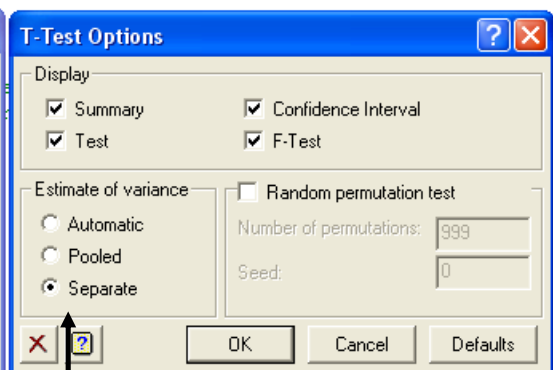 T-Test Options
Display
Summary
Confidence Interval
Test
F-Test
Estimate of variance
Automatic
Pooled
Separate
Random permutation test
Number of permutations: 999
Seed: 0
OK
Cancel
Defaults